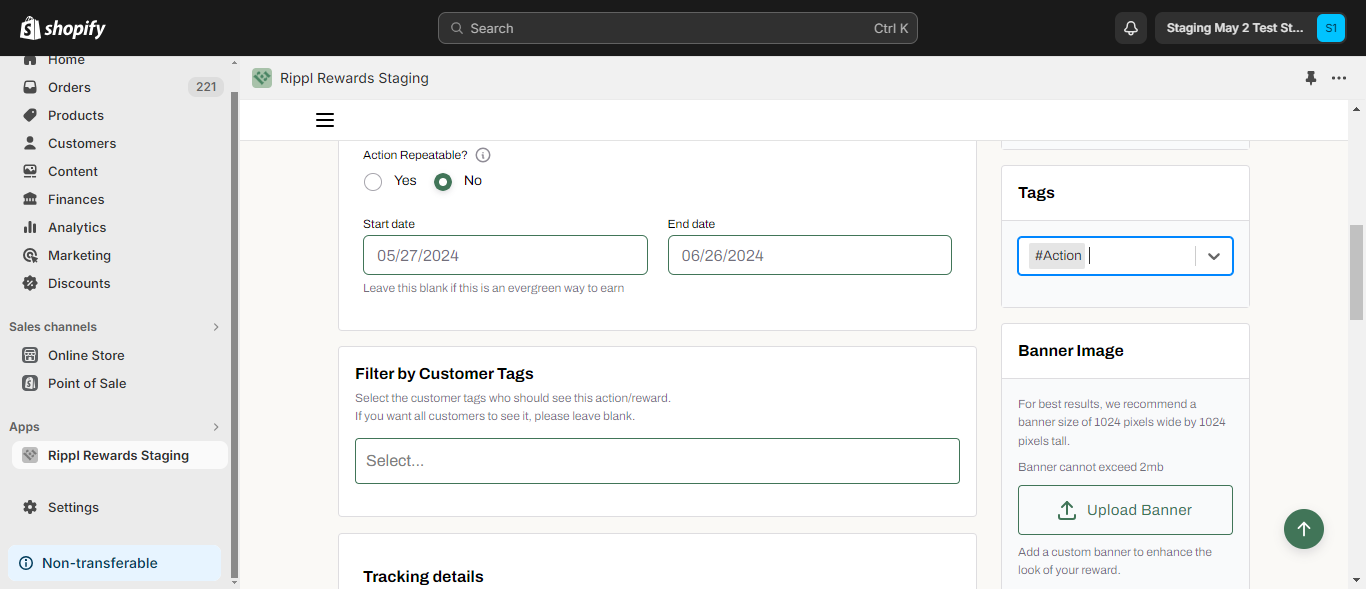 shopify
Search
Ctrl K
Staging May 2 Test St...
S1
Home
Orders
221
Products
Customers
Content
Finances
Analytics
Marketing
Discounts
Sales channels
Online Store
Point of Sale
Apps
Rippl Rewards Staging
Settings
Non-transferable
Rippl Rewards Staging
Action Repeatable?
Yes
No
Start date
End date
05/27/2024
06/26/2024
Leave this blank if this is an evergreen way to earn
Filter by Customer Tags
Select the customer tags who should see this action/reward.
If you want all customers to see it, please leave blank.
Select...
Tracking details
Tags
#Action
Banner Image
For best results, we recommend a
banner size of 1024 pixels wide by 1024
pixels tall.
Banner cannot exceed 2mb
Upload Banner
Add a custom banner to enhance the
look of your reward.